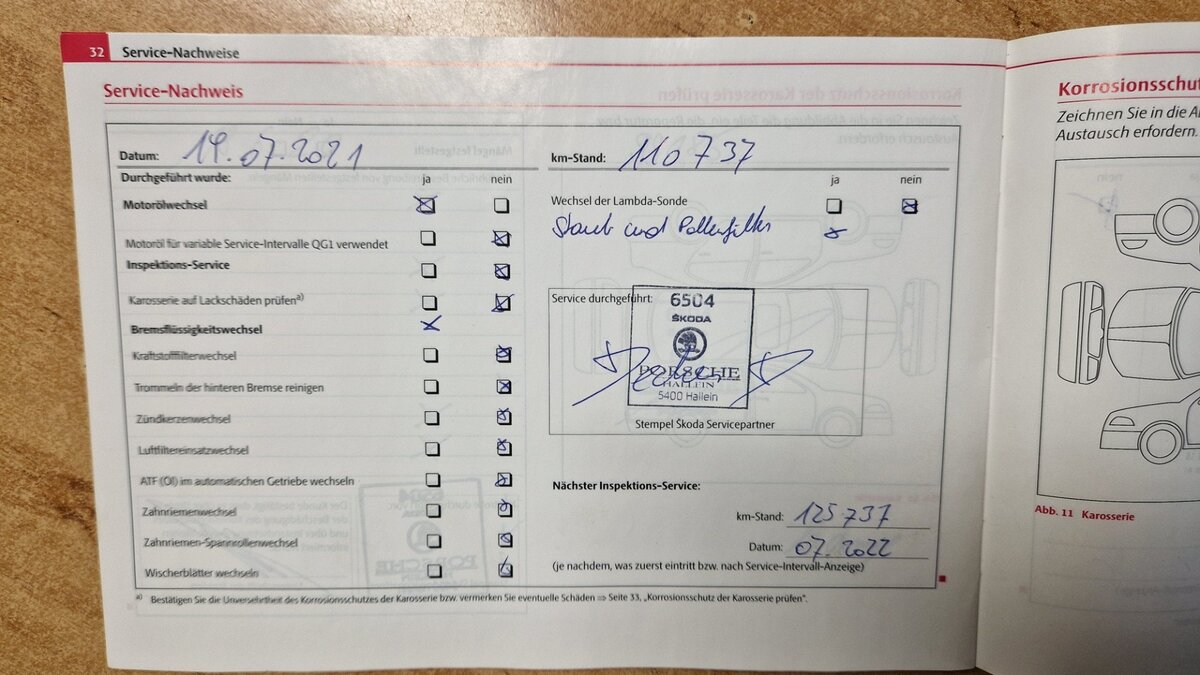 32 Service-Nachweise
Service-Nachweis
Datum: 19.07.2021
Durchgeführt wurde: ja nein
Motorölwechsel
Motoröl für variable Service-Intervalle QG1 verwendet
Inspektions-Service
Karosserie auf Lackschäden prüfen a)
Bremsflüssigkeitswechsel
Kraftstofffilterwechsel
Trommeln der hinteren Bremse reinigen
Zündkerzenwechsel
Luftfiltereinsatzwechsel
ATF (Öl) im automatischen Getriebe wechseln
Zahnriemenwechsel
Zahnriemen-Spannrollenwechsel
Wischerblätter wechseln
km-Stand: 110737
ja nein
Wechsel der Lambda-Sonde
Staub und Pollenfilter
Service durchgeführt:
6504
ŠKODA
PORSCHE
HALLEIN
5400 Hallein
Stempel Škoda Servicepartner
Nächster Inspektions-Service:
km-Stand: 125737
Datum: 07.2022
(je nachdem, was zuerst eintritt bzw. nach Service-Intervall-Anzeige)
a) Bestätigen Sie die Unversehrtheit des Korrosionsschutzes der Karosserie bzw. vermerken Sie eventuelle Schäden ⇒ Seite 33, „Korrosionsschutz der Karosserie prüfen".
Korrosionsschut
Zeichnen Sie in die A
Austausch erfordern.
nein
Abb. 11 Karosserie